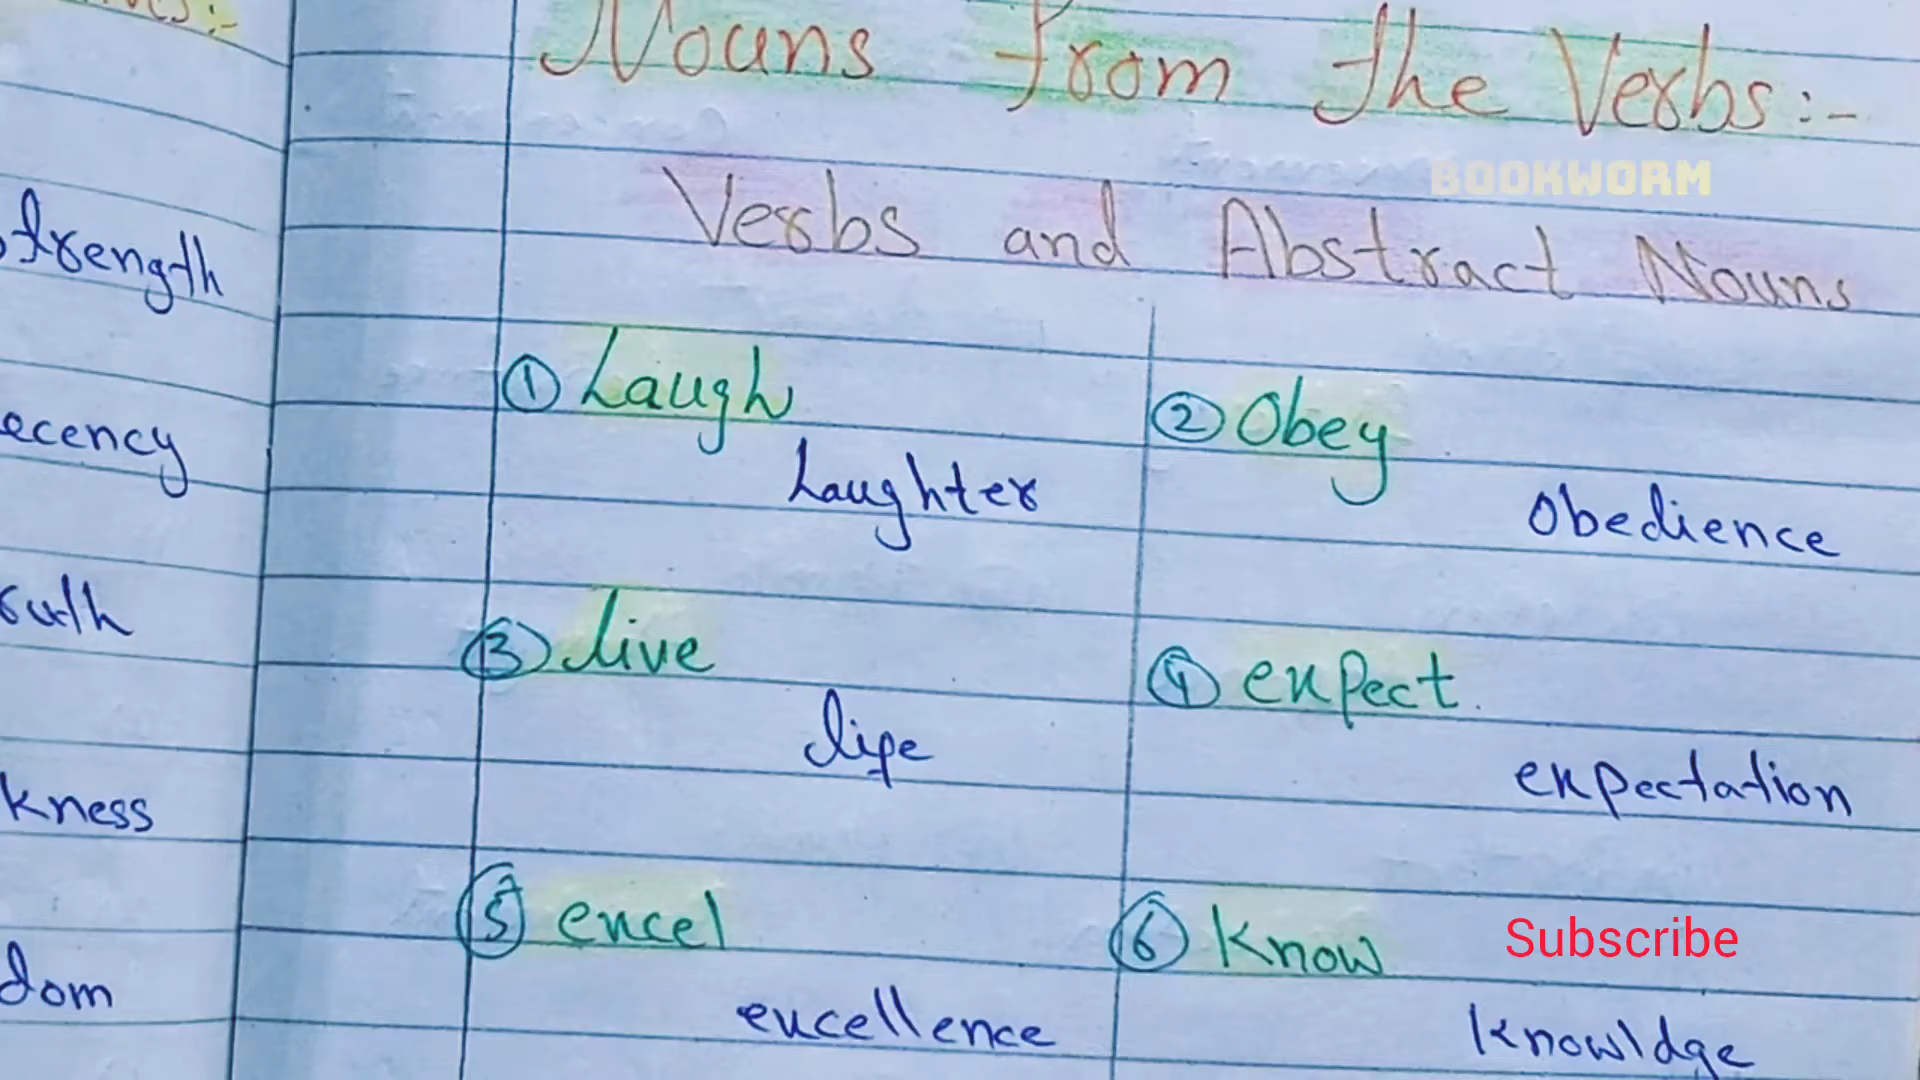 Nouns from the Verbs:-
BOOKWORM
Verbs and Abstract Nouns
① Laugh
Laughter
② Obey
Obedience
③ live
life
④ expect
expectation
⑤ excel
excellence
⑥ Know
Knowldge
Subscribe
strength
ecency
ruth
kness
dom